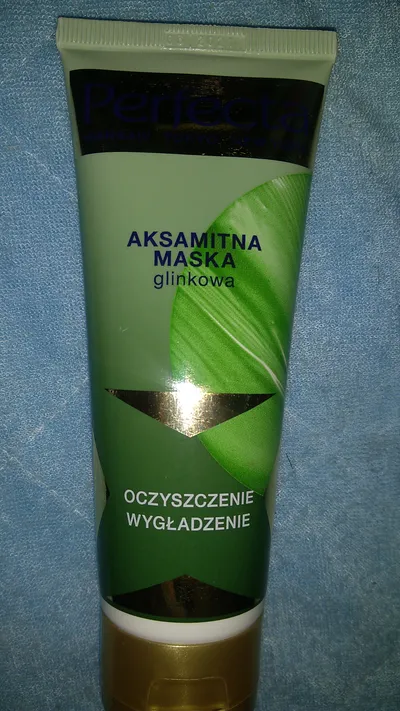 Perfecta
AKSAMITNA
MASKA
glinkowa
OCZYSZCZENIE
WYGŁADZENIE